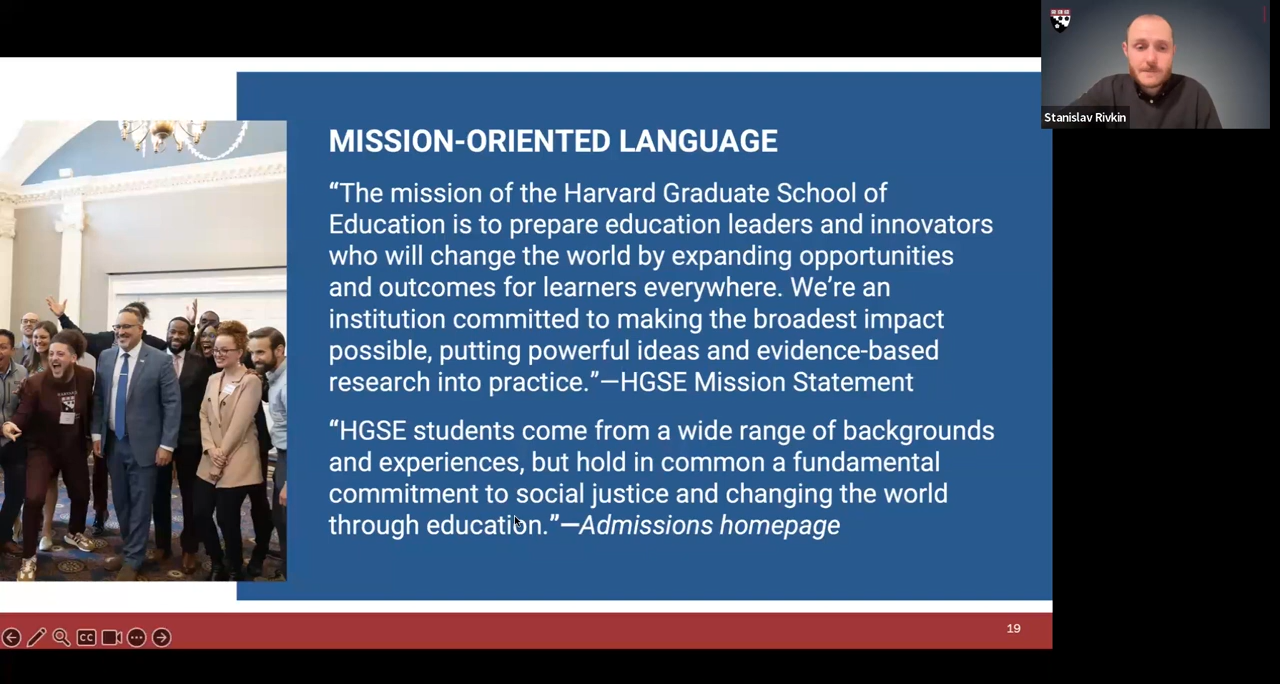 Stanislav Rivkin
MISSION-ORIENTED LANGUAGE
“The mission of the Harvard Graduate School of
Education is to prepare education leaders and innovators
who will change the world by expanding opportunities
and outcomes for learners everywhere. We’re an
institution committed to making the broadest impact
possible, putting powerful ideas and evidence-based
research into practice.”—HGSE Mission Statement
“HGSE students come from a wide range of backgrounds
and experiences, but hold in common a fundamental
commitment to social justice and changing the world
through education.”—Admissions homepage
CC
19